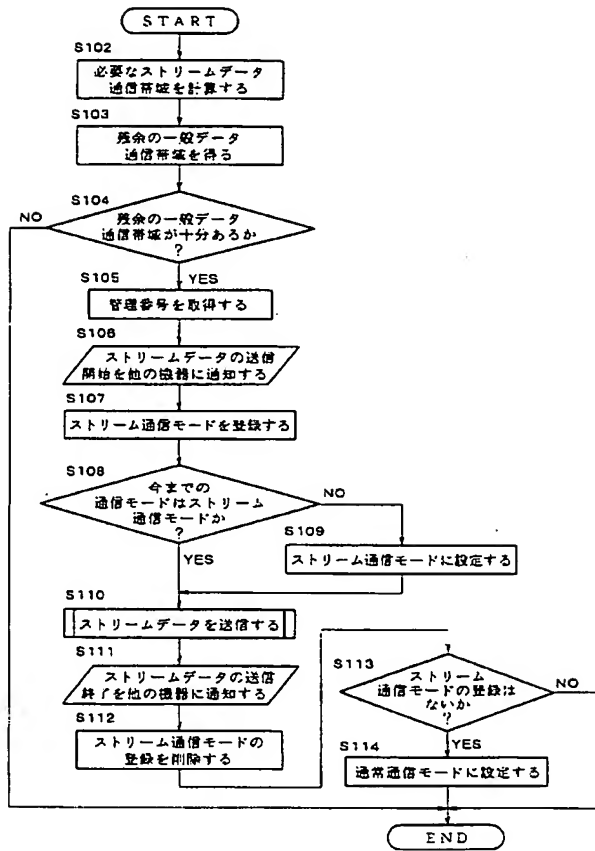 START
S102
必要なストリームデータ
通信帯域を計算する
S103
残余の一般データ
通信帯域を得る
S104
NO
残余の一般データ
通信帯域が十分あるか
?
YES
S105
管理番号を取得する
S106
ストリームデータの送信
開始を他の機器に通知する
S107
ストリーム通信モードを登録する
S108
今までの
通信モードはストリーム
通信モードか
?
NO
YES
S109
ストリーム通信モードに設定する
S110
ストリームデータを送信する
S111
ストリームデータの送信
終了を他の機器に通知する
S112
ストリーム通信モードの
登録を削除する
S113
ストリーム
通信モードの登録は
ないか
?
NO
YES
S114
通常通信モードに設定する
END